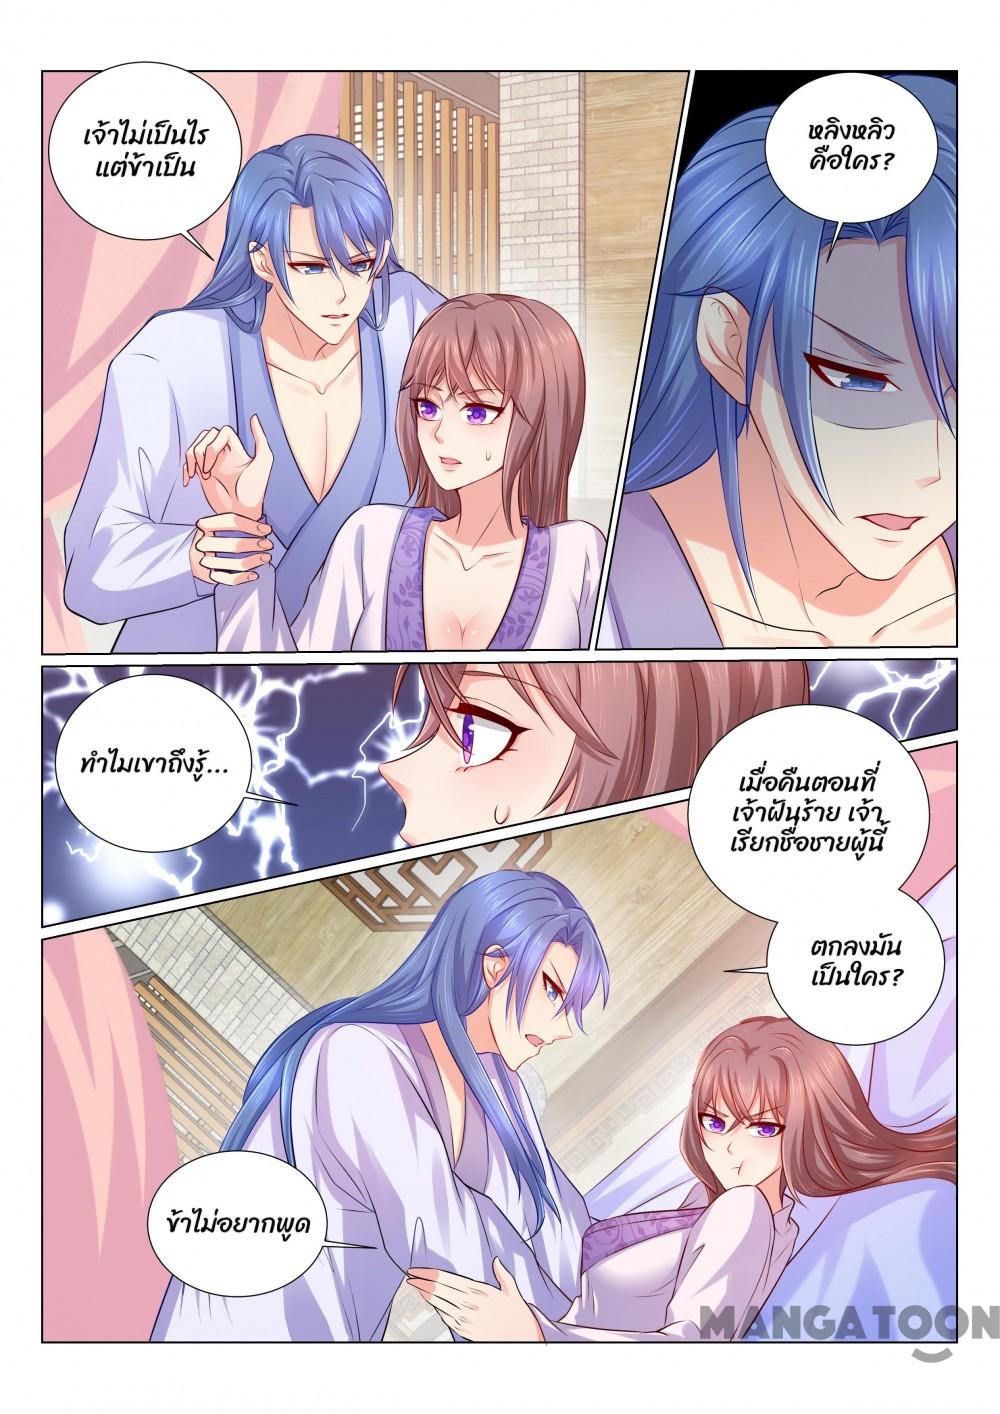 เจ้าไม่เป็นไร
แต่ข้าเป็น
หลิงหลิว
คือใคร?
ทำไมเขาถึงรู้...
เมื่อคืนตอนที่
เจ้าฝันร้าย เจ้า
เรียกชื่อชายผู้นี้
ตกลงมัน
เป็นใคร?
ข้าไม่อยากพูด
MANGATOON